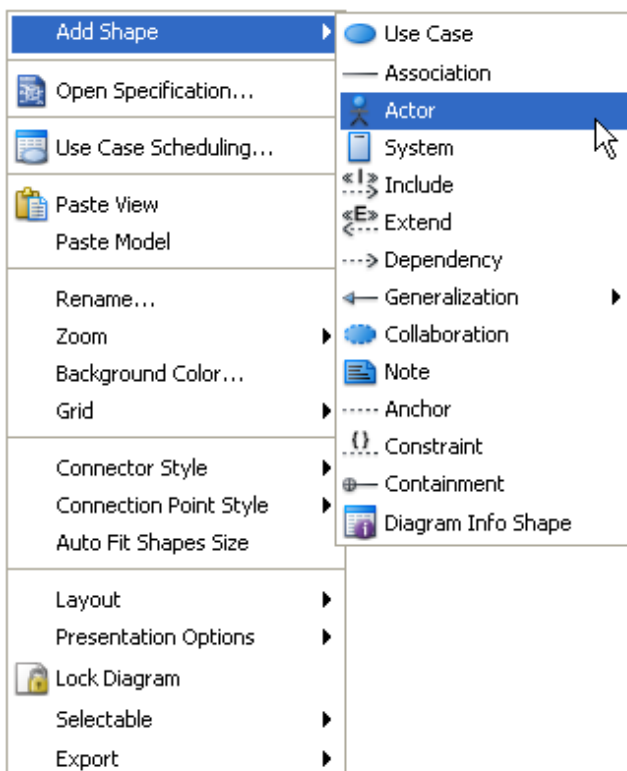 Add Shape
Open Specification...
Use Case Scheduling...
Paste View
Paste Model
Rename...
Zoom
Background Color...
Grid
Connector Style
Connection Point Style
Auto Fit Shapes Size
Layout
Presentation Options
Lock Diagram
Selectable
Export
Use Case
Association
Actor
System
«I» Include
«E» Extend
Dependency
Generalization
Collaboration
Note
Anchor
{} Constraint
Containment
Diagram Info Shape